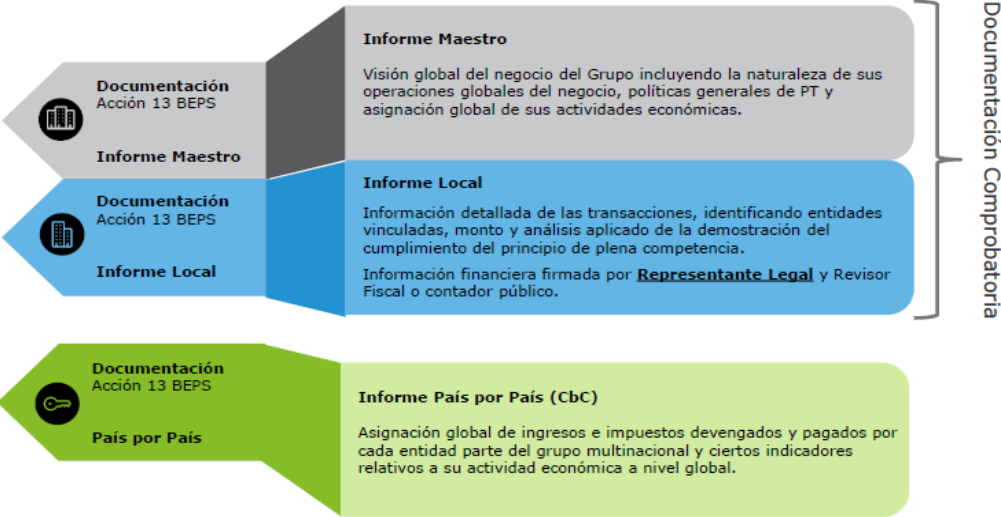 Documentación
Acción 13 BEPS
Informe Maestro
Informe Maestro
Visión global del negocio del Grupo incluyendo la naturaleza de sus
operaciones globales del negocio, políticas generales de PT y
asignación global de sus actividades económicas.
Documentación
Acción 13 BEPS
Informe Local
Informe Local
Información detallada de las transacciones, identificando entidades
vinculadas, monto y análisis aplicado de la demostración del
cumplimiento del principio de plena competencia.
Información financiera firmada por Representante Legal y Revisor
Fiscal o contador público.
Documentación Comprobatoria
Documentación
Acción 13 BEPS
País por País
Informe País por País (CbC)
Asignación global de ingresos e impuestos devengados y pagados por
cada entidad parte del grupo multinacional y ciertos indicadores
relativos a su actividad económica a nivel global.